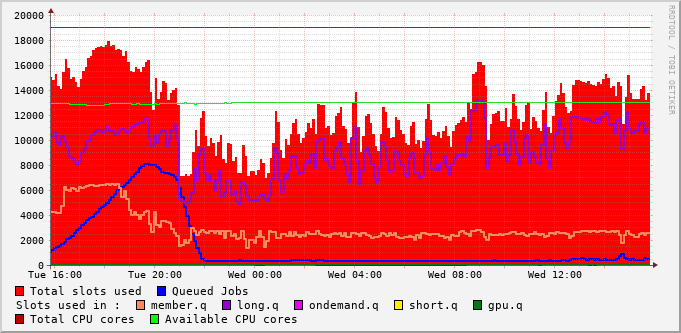 20000
18000
16000
14000
12000
10000
8000
6000
4000
2000
0
Tue 16:00 Tue 20:00 Wed 00:00 Wed 04:00 Wed 08:00 Wed 12:00
RRDTOOL / TOBI OETIKER
Total slots used Queued Jobs
Slots used in : member.q long.q ondemand.q short.q gpu.q
Total CPU cores Available CPU cores